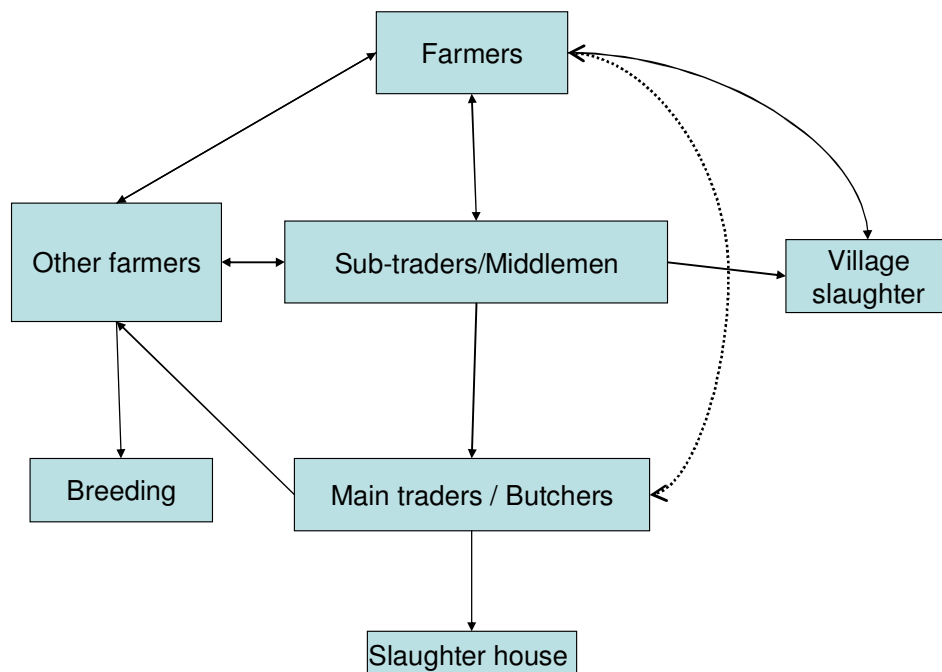 Farmers
Other farmers
Sub-traders/Middlemen
Village
slaughter
Breeding
Main traders / Butchers
Slaughter house